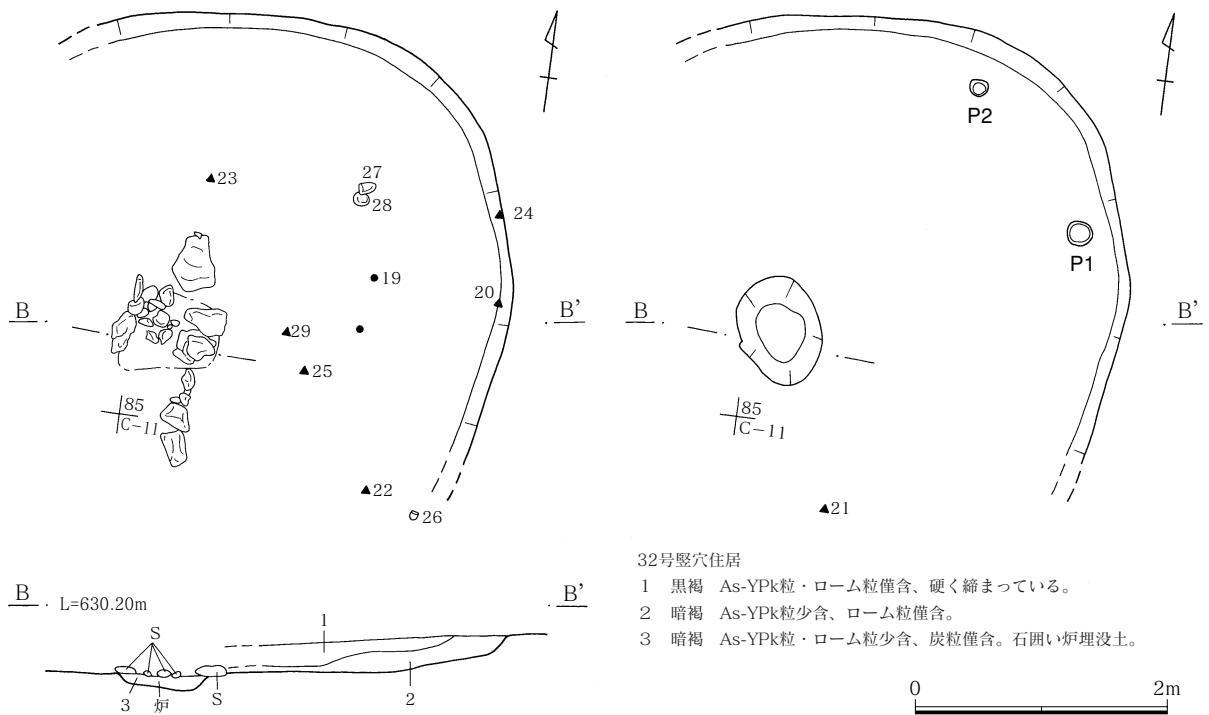 23
27
28
24
19
20
B
B'
29
25
85
C-11
22
26
P2
P1
B
B'
85
C-11
21
B
L=630.20m
B'
S
1
3
炉
S
2
32号竪穴住居
1 黒褐 As-YPk粒・ローム粒僅含、硬く締まっている。
2 暗褐 As-YPk粒少含、ローム粒僅含。
3 暗褐 As-YPk粒・ローム粒少含、炭粒僅含。石囲い炉埋没土。
0 2m